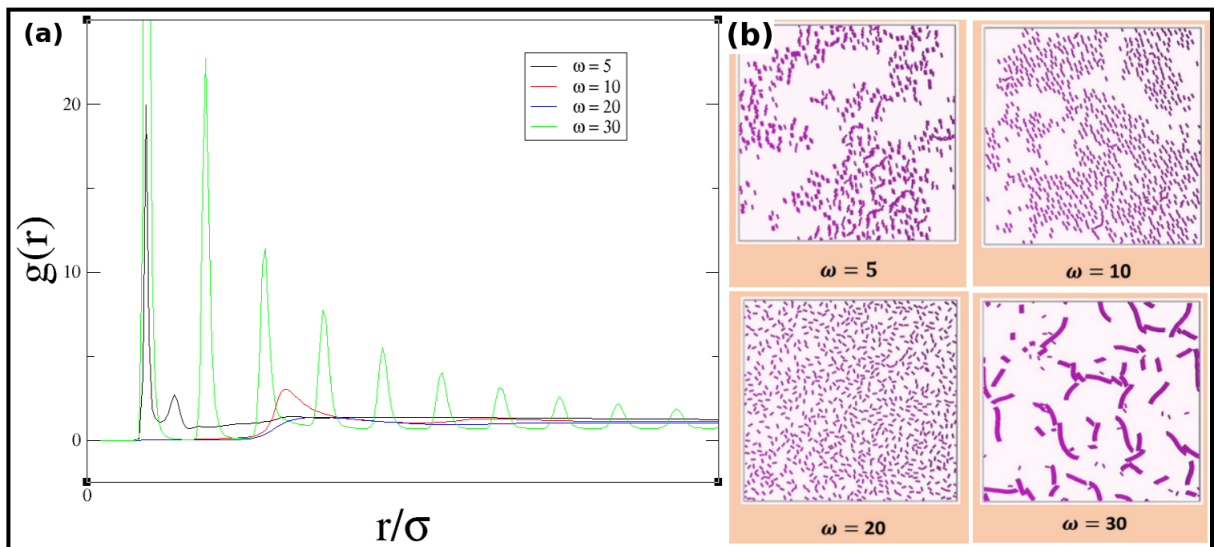 (a)
20
10
0
g(r)
ω = 5
ω = 10
ω = 20
ω = 30
0
r/σ
(b)
ω = 5
ω = 10
ω = 20
ω = 30